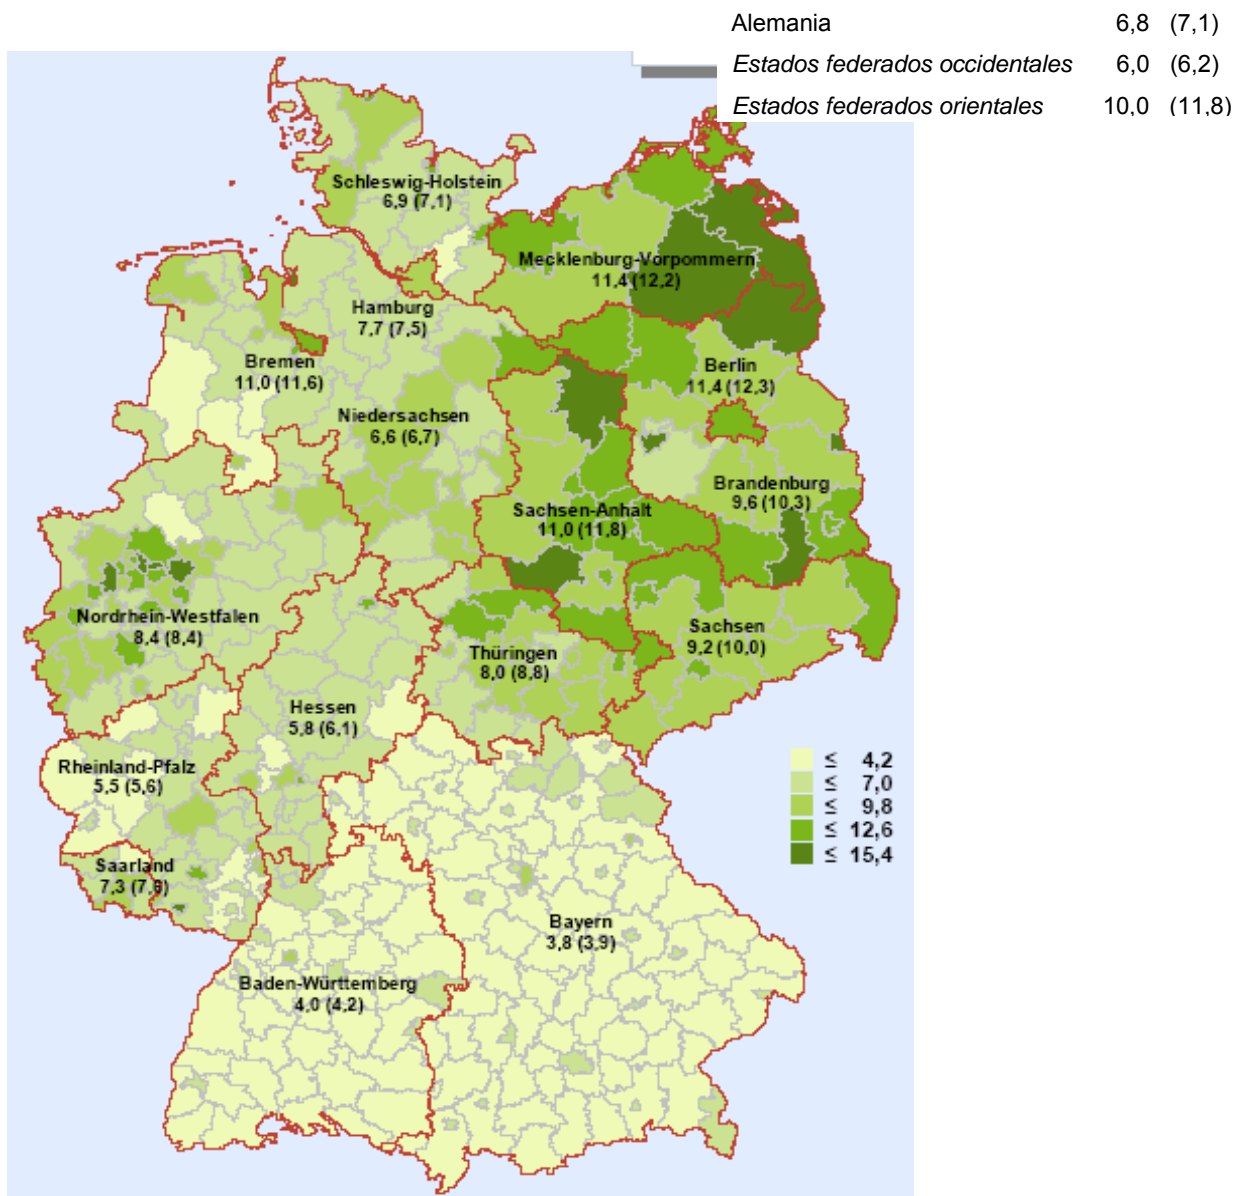 Alemania 6,8 (7,1)
Estados federados occidentales 6,0 (6,2)
Estados federados orientales 10,0 (11,8)
Schleswig-Holstein
6,9 (7,1)
Mecklenburg-Vorpommern
11,4 (12,2)
Hamburg
7,7 (7,5)
Bremen
11,0 (11,6)
Berlin
11,4 (12,3)
Niedersachsen
6,6 (6,7)
Brandenburg
9,6 (10,3)
Sachsen-Anhalt
11,0 (11,8)
Nordrhein-Westfalen
8,4 (8,4)
Sachsen
9,2 (10,0)
Thüringen
8,0 (8,8)
Hessen
5,8 (6,1)
Rheinland-Pfalz
5,5 (5,6)
≤ 4,2
≤ 7,0
≤ 9,8
≤ 12,6
≤ 15,4
Saarland
7,3
Bayern
3,8 (3,9)
Baden-Württemberg
4,0 (4,2)